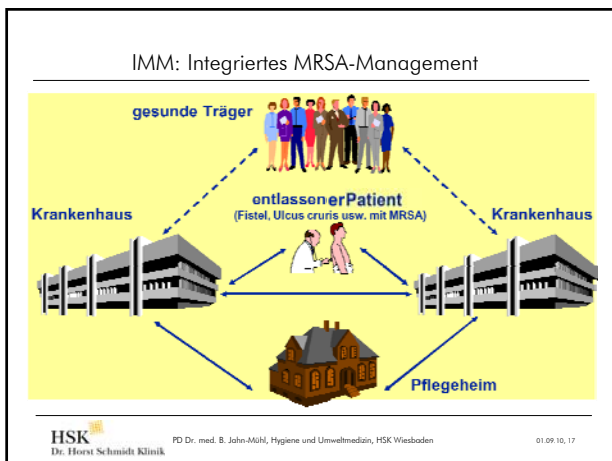 IMM: Integriertes MRSA-Management
gesunde Träger
entlassenerPatient
(Fistel, Ulcus cruris usw. mit MRSA)
Krankenhaus
Krankenhaus
Pflegeheim
HSK
Dr. Horst Schmidt Klinik
PD Dr. med. B. Jahn-Mühl, Hygiene und Umweltmedizin, HSK Wiesbaden
01.09.10, 17